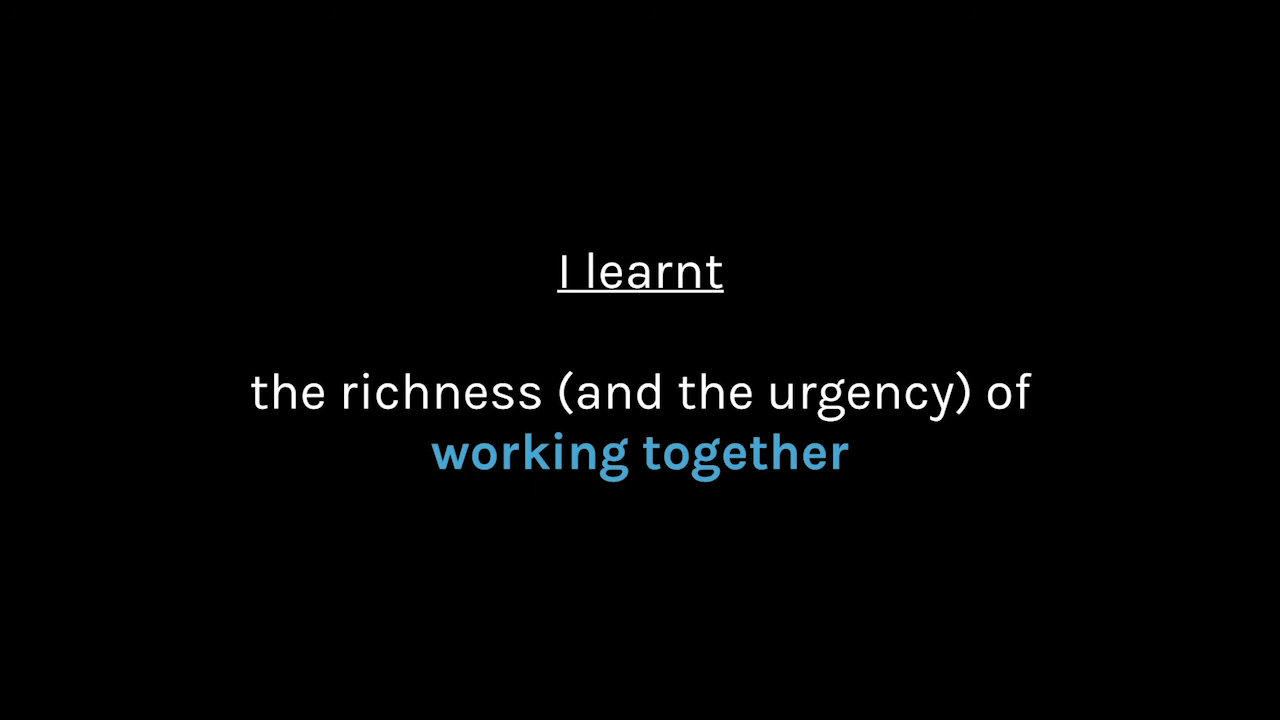 I learnt
the richness (and the urgency) of
working together